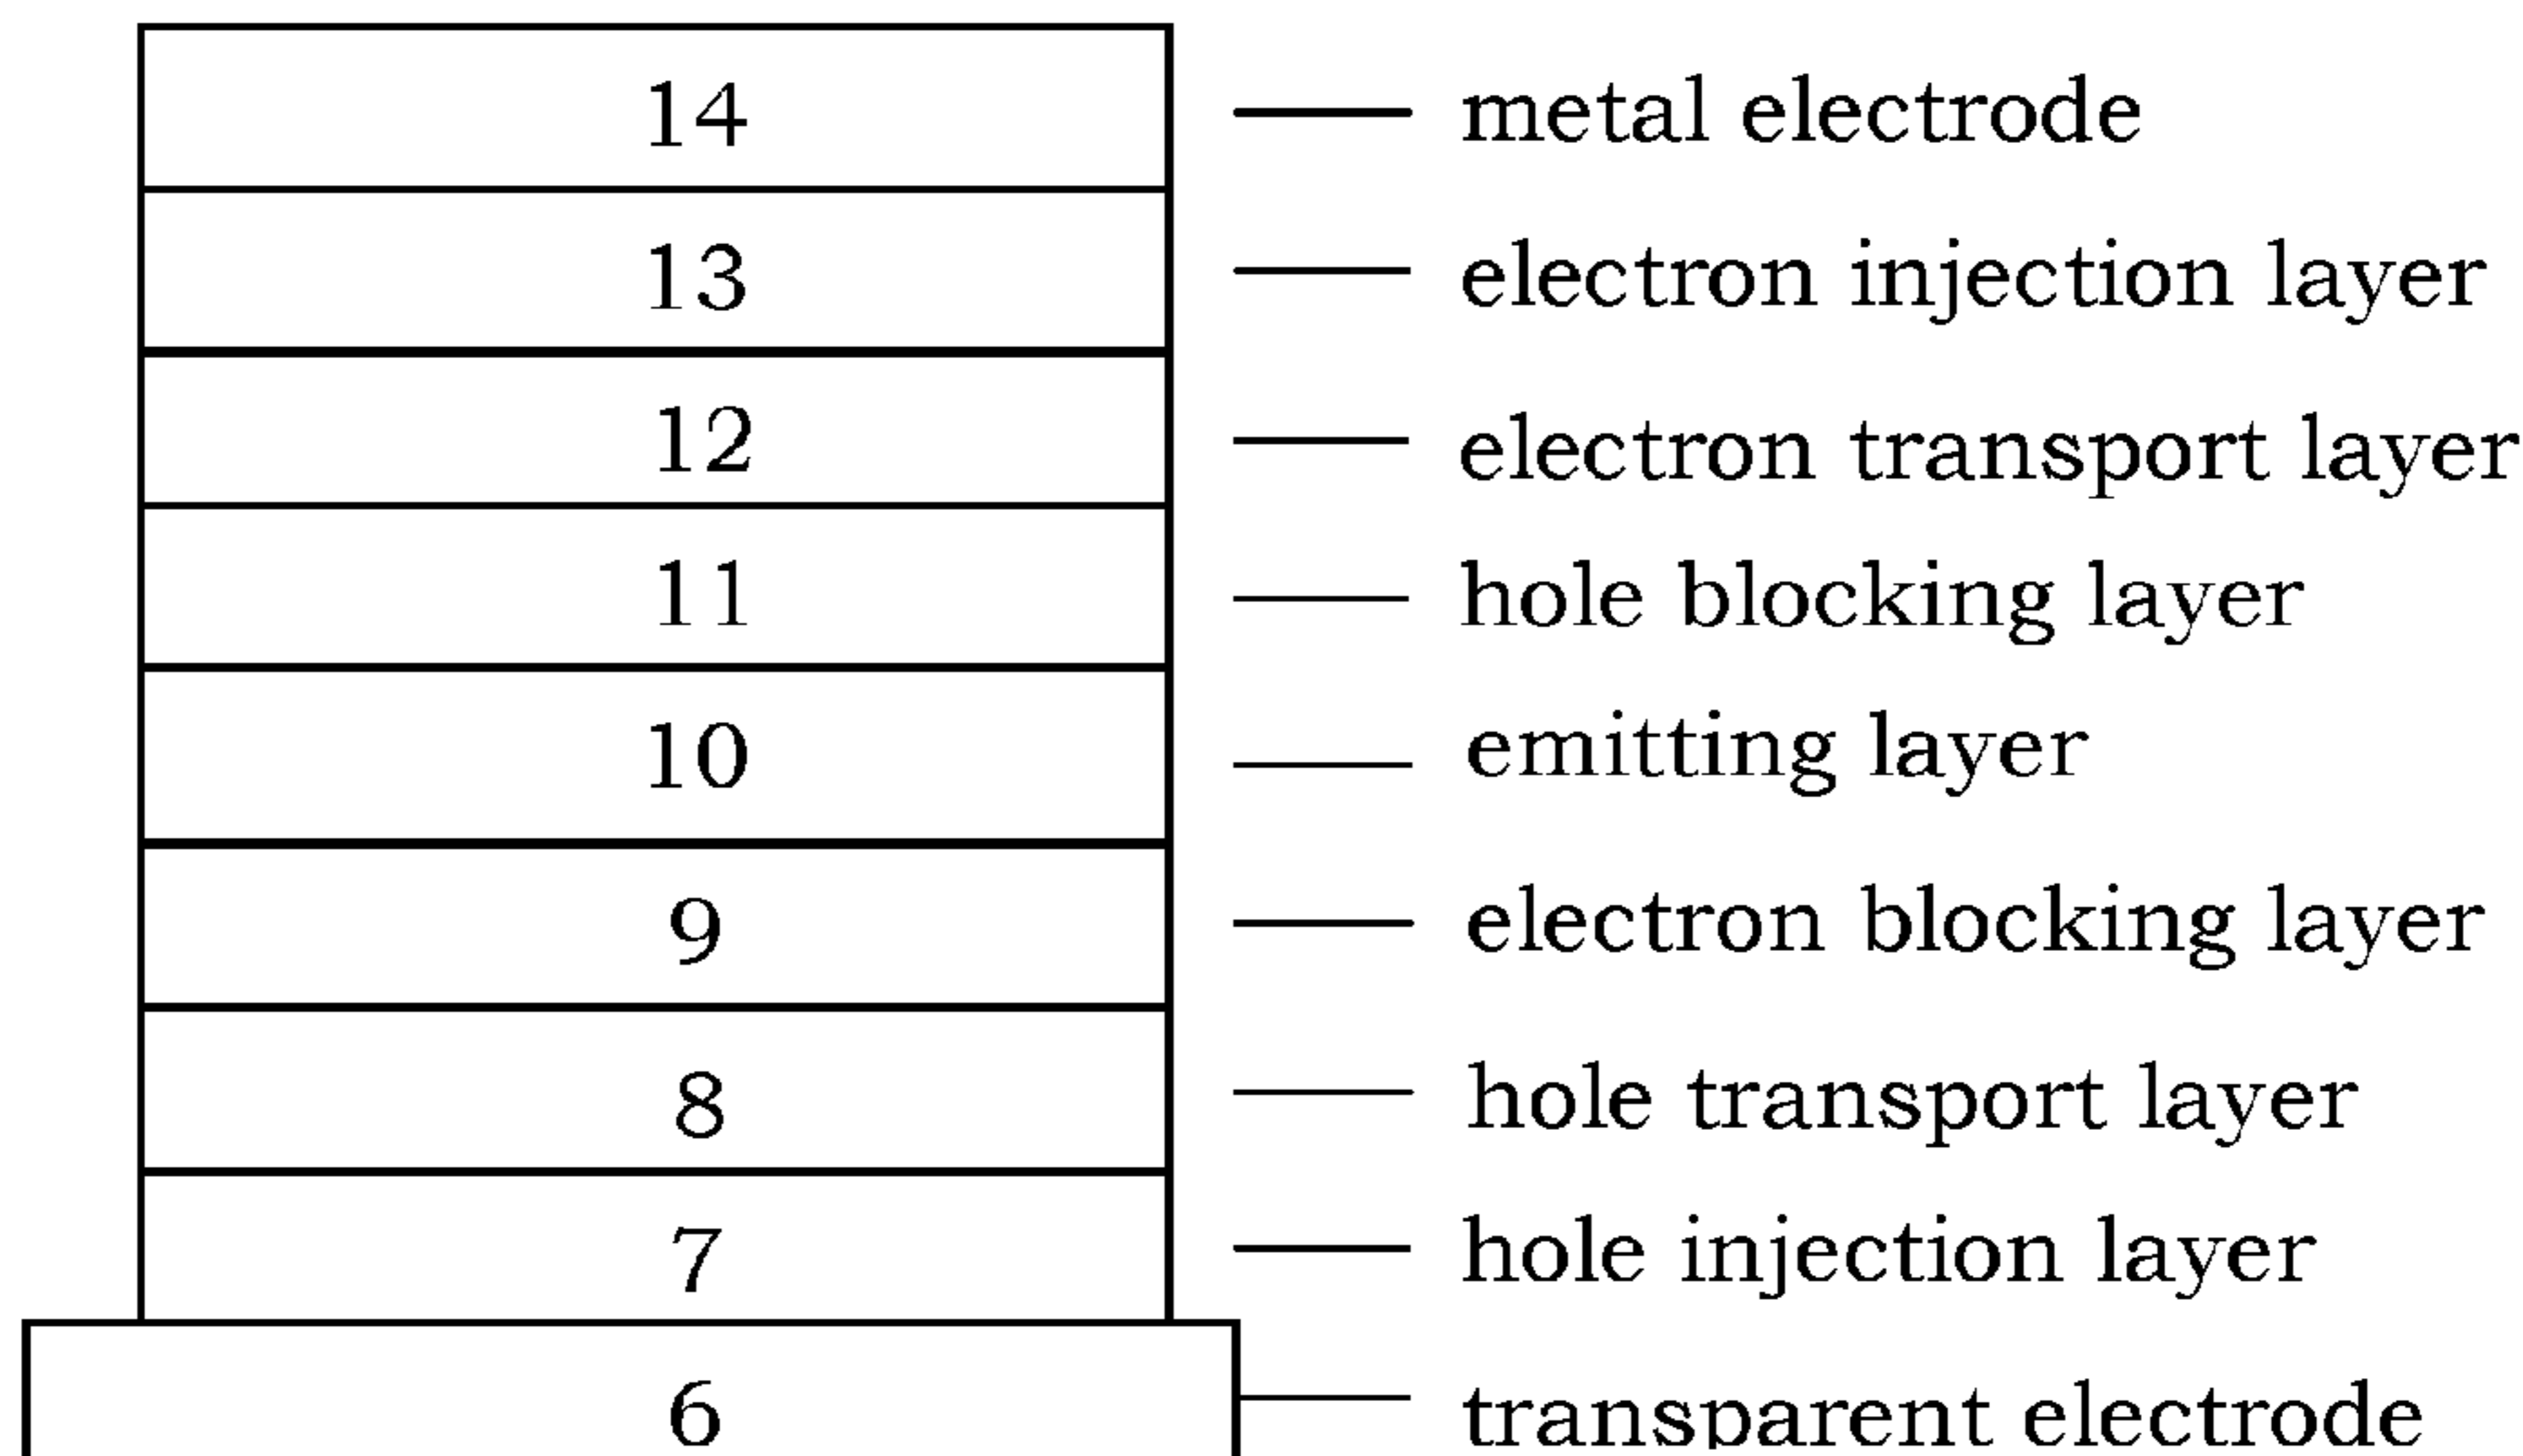 14 metal electrode
13 electron injection layer
12 electron transport layer
11 hole blocking layer
10 emitting layer
9 electron blocking layer
8 hole transport layer
7 hole injection layer
6 transparent electrode